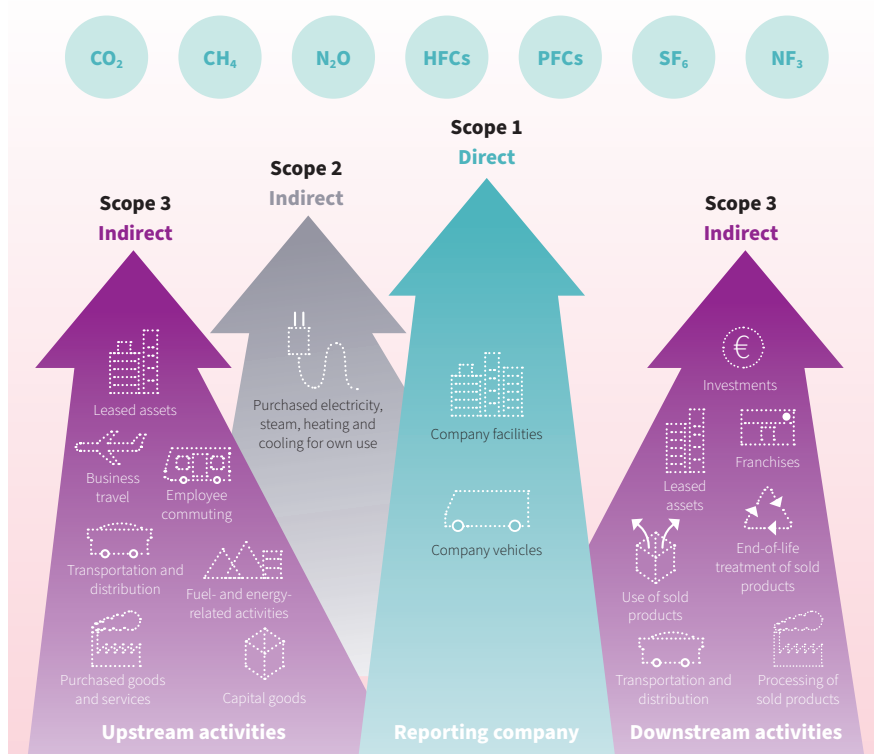 CO₂
CH₄
N₂O
HFCs
PFCs
SF₆
NF₃
Scope 1
Direct
Scope 2
Indirect
Scope 3
Indirect
Scope 3
Indirect
Leased assets
Business
travel
Employee
commuting
Transportation and
distribution
Fuel- and energy-
related activities
Purchased goods
and services
Capital goods
Upstream activities
Purchased electricity,
steam, heating and
cooling for own use
Company facilities
Company vehicles
Reporting company
€
Investments
Leased
assets
Franchises
Use of sold
products
End-of-life
treatment of sold
products
Transportation and
distribution
Processing of
sold products
Downstream activities